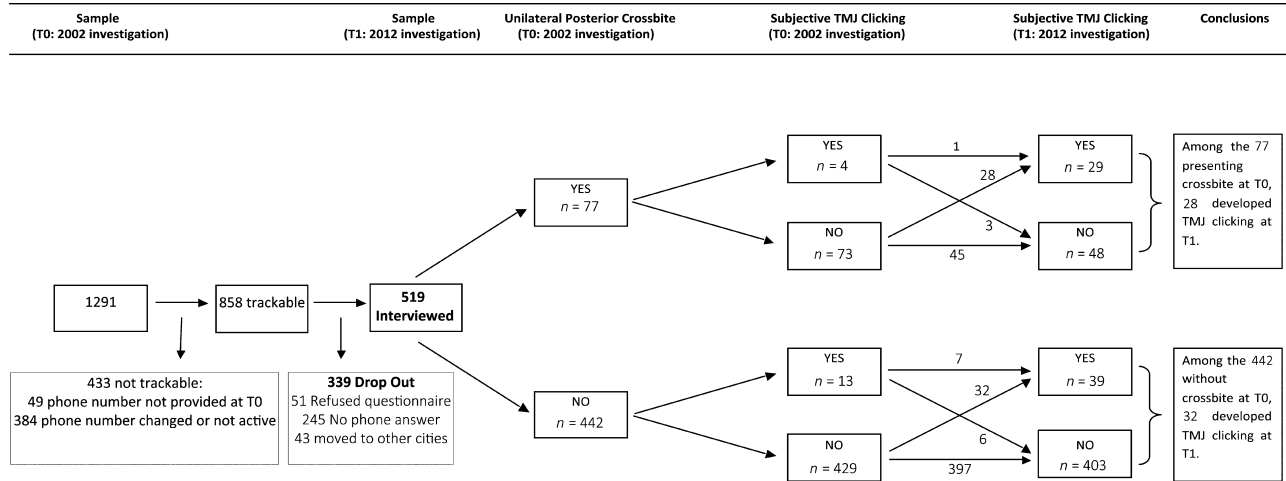 Sample
(T0: 2002 investigation)
Sample
(T1: 2012 investigation)
Unilateral Posterior Crossbite
(T0: 2002 investigation)
Subjective TMJ Clicking
(T0: 2002 investigation)
Subjective TMJ Clicking
(T1: 2012 investigation)
Conclusions
1291
858 trackable
519
Interviewed
433 not trackable:
49 phone number not provided at T0
384 phone number changed or not active
339 Drop Out
51 Refused questionnaire
245 No phone answer
43 moved to other cities
YES
n = 77
NO
n = 442
YES
n = 4
NO
n = 73
1
28
3
45
YES
n = 29
NO
n = 48
Among the 77
presenting
crossbite at T0,
28 developed
TMJ clicking at
T1.
YES
n = 13
NO
n = 429
7
32
6
397
YES
n = 39
NO
n = 403
Among the 442
without
crossbite at T0,
32 developed
TMJ clicking at
T1.